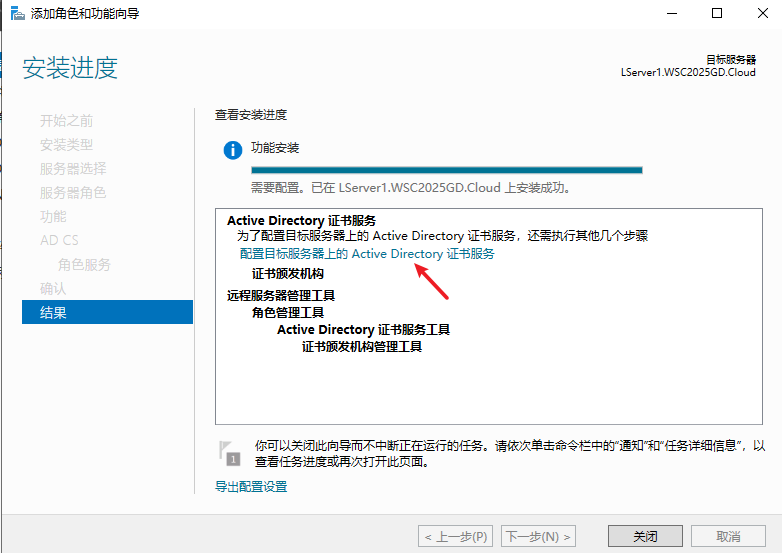 添加角色和功能向导
安装进度
目标服务器
LServer1.WSC2025GD.Cloud
开始之前
安装类型
服务器选择
服务器角色
功能
AD CS
角色服务
确认
结果
查看安装进度
功能安装
需要配置。已在 LServer1.WSC2025GD.Cloud 上安装成功。
Active Directory 证书服务
为了配置目标服务器上的 Active Directory 证书服务，还需执行其他几个步骤
配置目标服务器上的 Active Directory 证书服务
证书颁发机构
远程服务器管理工具
角色管理工具
Active Directory 证书服务工具
证书颁发机构管理工具
1
你可以关闭此向导而不中断正在运行的任务。请依次单击命令栏中的“通知”和“任务详细信息”，以
查看任务进度或再次打开此页面。
导出配置设置
< 上一步(P)
下一步(N) >
关闭
取消